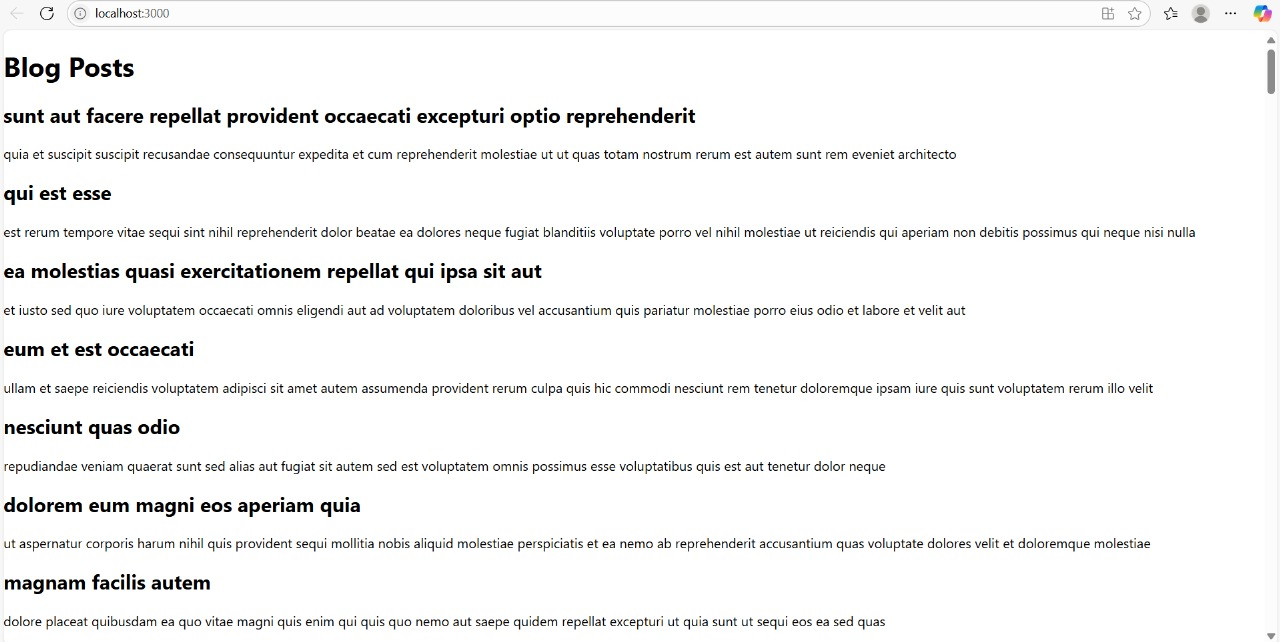 localhost:3000
Blog Posts
sunt aut facere repellat provident occaecati excepturi optio reprehenderit
quia et suscipit suscipit recusandae consequuntur expedita et cum reprehenderit molestiae ut ut quas totam nostrum rerum est autem sunt rem eveniet architecto
qui est esse
est rerum tempore vitae sequi sint nihil reprehenderit dolor beatae ea dolores neque fugiat blanditiis voluptate porro vel nihil molestiae ut reiciendis qui aperiam non debitis possimus qui neque nisi nulla
ea molestias quasi exercitationem repellat qui ipsa sit aut
et iusto sed quo iure voluptatem occaecati omnis eligendi aut ad voluptatem doloribus vel accusantium quis pariatur molestiae porro eius odio et labore et velit aut
eum et est occaecati
ullam et saepe reiciendis voluptatem adipisci sit amet autem assumenda provident rerum culpa quis hic commodi nesciunt rem tenetur doloremque ipsam iure quis sunt voluptatem rerum illo velit
nesciunt quas odio
repudiandae veniam quaerat sunt sed alias aut fugiat sit autem sed est voluptatem omnis possimus esse voluptatibus quis est aut tenetur dolor neque
dolorem eum magni eos aperiam quia
ut aspernatur corporis harum nihil quis provident sequi mollitia nobis aliquid molestiae perspiciatis et ea nemo ab reprehenderit accusantium quas voluptate dolores velit et doloremque molestiae
magnam facilis autem
dolore placeat quibusdam ea quo vitae magni quis enim qui quis quo nemo aut saepe quidem repellat excepturi ut quia sunt ut sequi eos ea sed quas